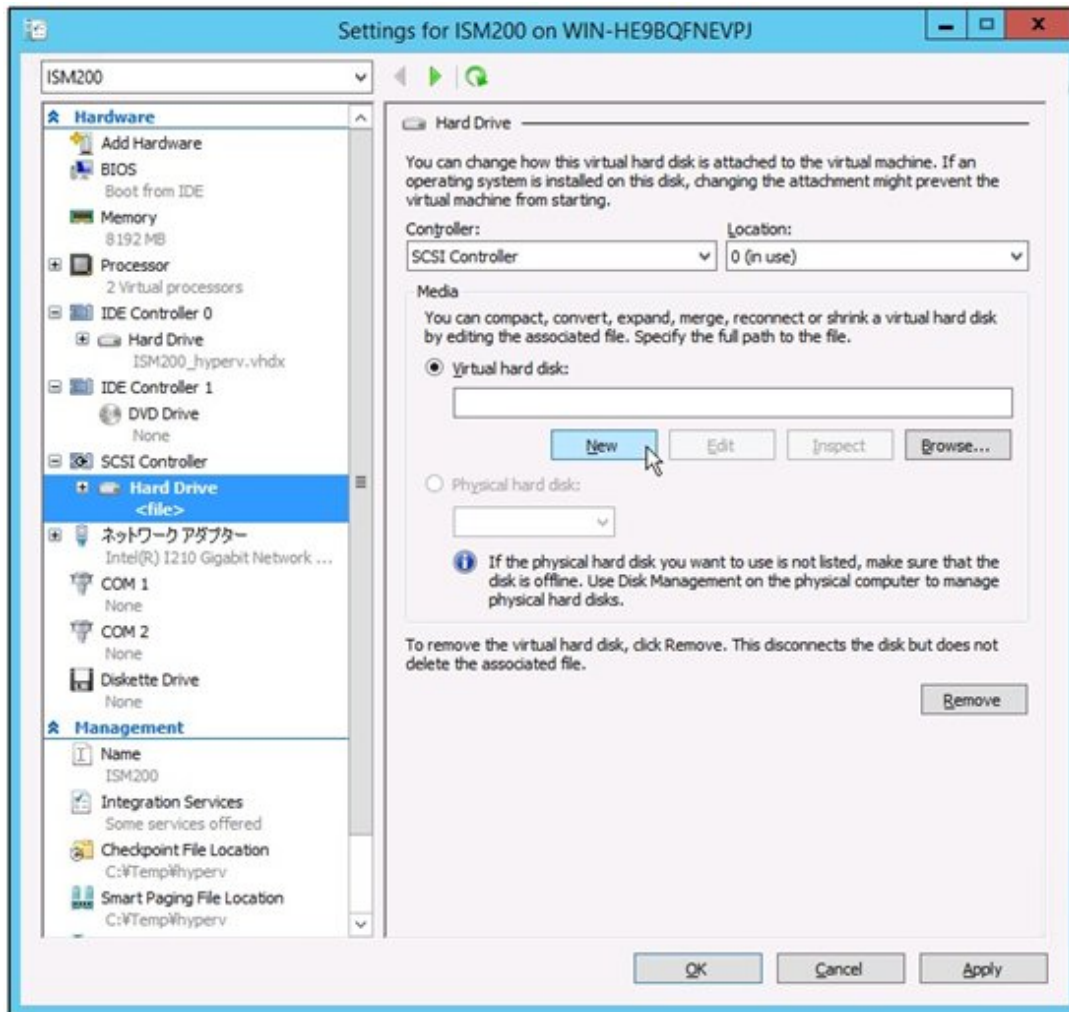 Settings for ISM200 on WIN-HE9BQFNEVPJ
ISM200
Hardware
Add Hardware
BIOS
Boot from IDE
Memory
8192 MB
Processor
2 Virtual processors
IDE Controller 0
Hard Drive
ISM200_hyperv.vhdx
IDE Controller 1
DVD Drive
None
SCSI Controller
Hard Drive
<file>
ネットワーク アダプター
Intel(R) I210 Gigabit Network ...
COM 1
None
COM 2
None
Diskette Drive
None
Management
Name
ISM200
Integration Services
Some services offered
Checkpoint File Location
C:¥Temp¥hyperv
Smart Paging File Location
C:¥Temp¥hyperv
Hard Drive
You can change how this virtual hard disk is attached to the virtual machine. If an
operating system is installed on this disk, changing the attachment might prevent the
virtual machine from starting.
Controller:
Location:
SCSI Controller
0 (in use)
Media
You can compact, convert, expand, merge, reconnect or shrink a virtual hard disk
by editing the associated file. Specify the full path to the file.
Virtual hard disk:
New
Edit
Inspect
Browse...
Physical hard disk:
If the physical hard disk you want to use is not listed, make sure that the
disk is offline. Use Disk Management on the physical computer to manage
physical hard disks.
To remove the virtual hard disk, click Remove. This disconnects the disk but does not
delete the associated file.
Remove
OK
Cancel
Apply